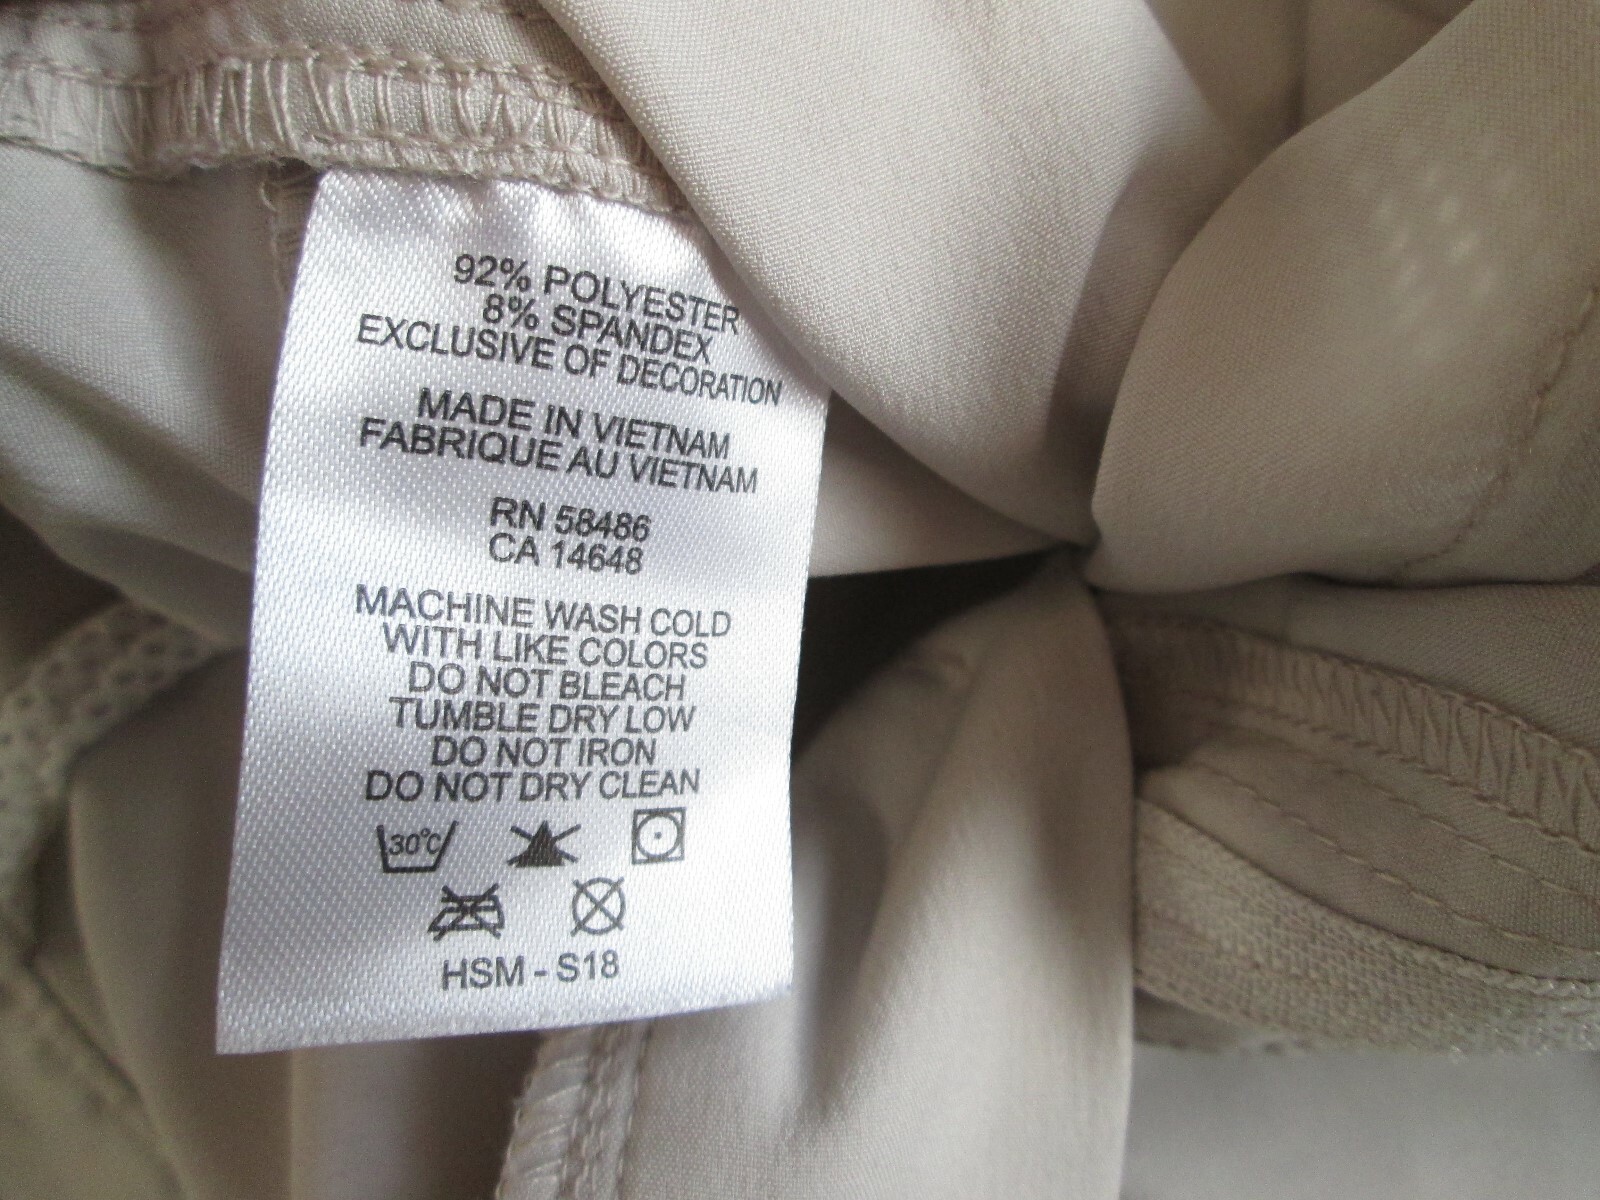 92% POLYESTER
8% SPANDEX
EXCLUSIVE OF DECORATION
MADE IN VIETNAM
FABRIQUE AU VIETNAM
RN 58486
CA 14648
MACHINE WASH COLD
WITH LIKE COLORS
DO NOT BLEACH
TUMBLE DRY LOW
DO NOT IRON
DO NOT DRY CLEAN
30°C
HSM - S18